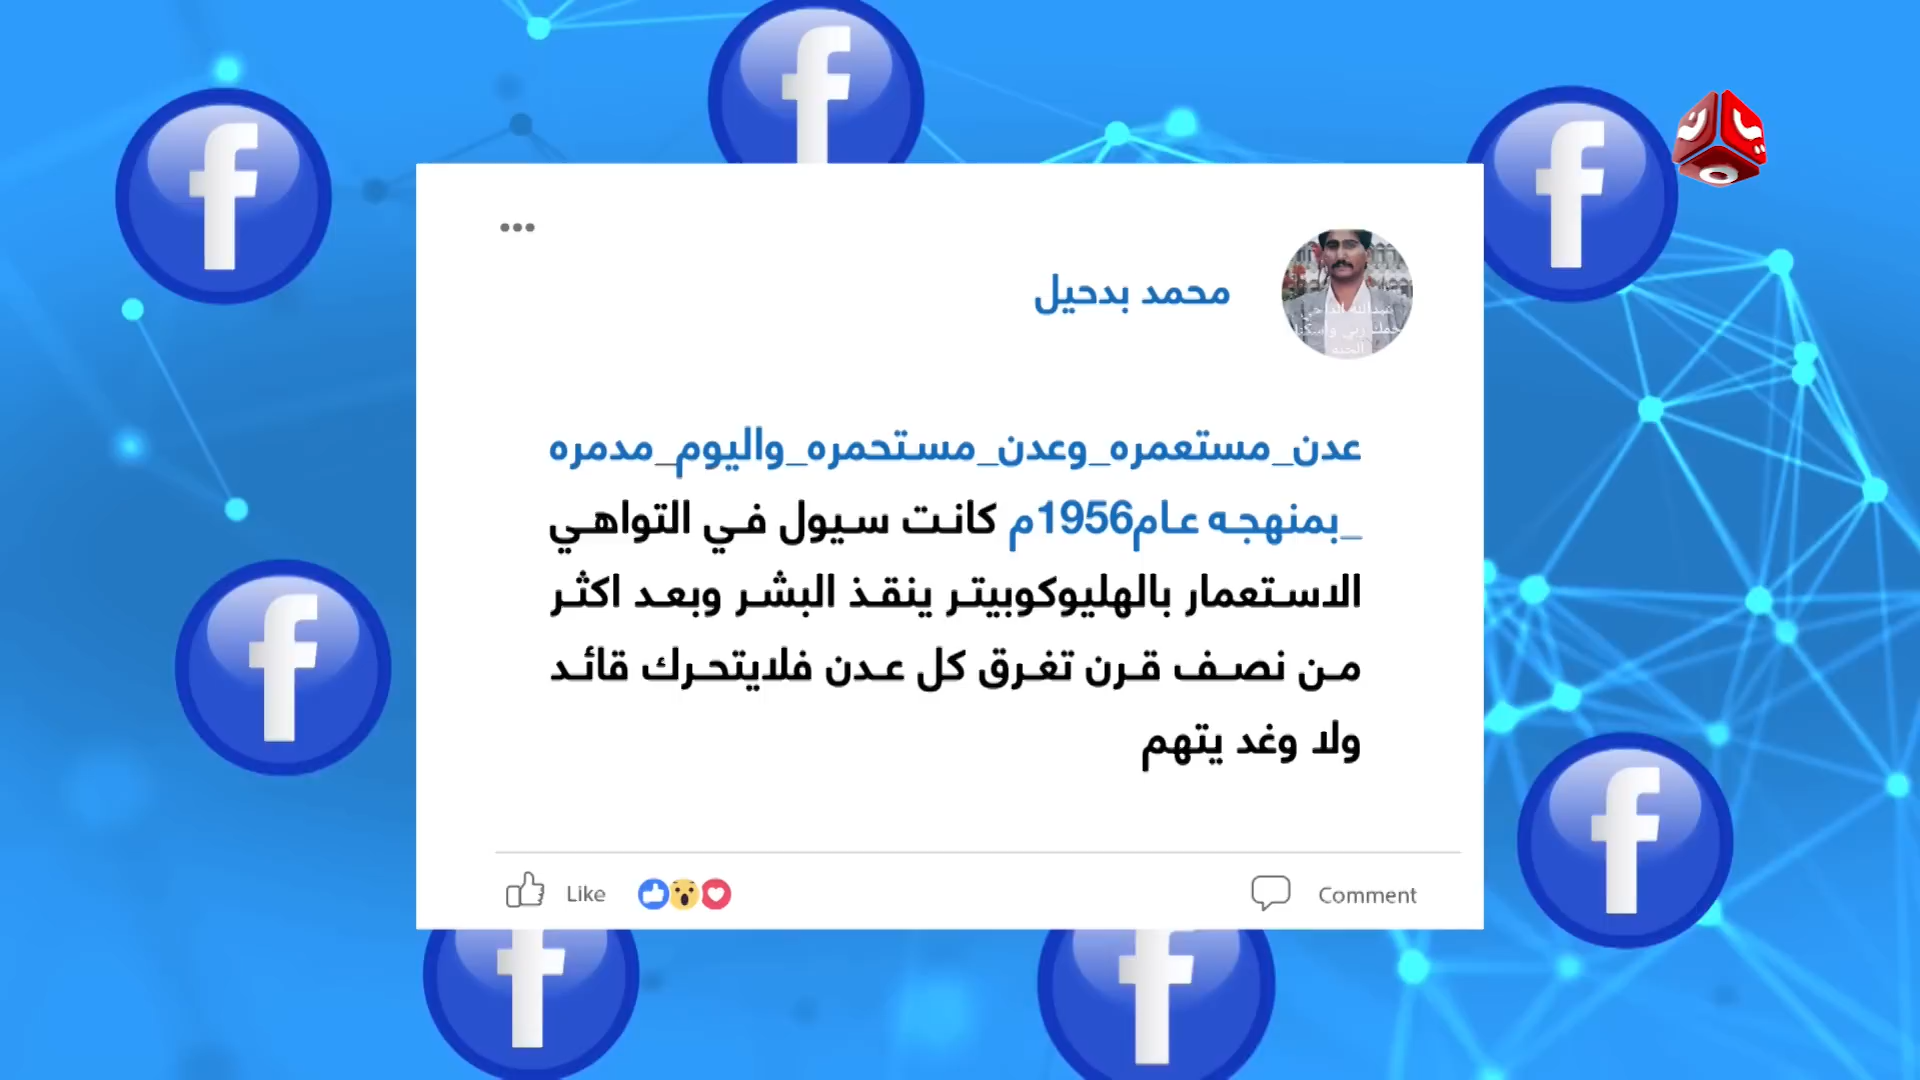 محمد بدحيل
عدن_مستعمره_وعدن_مستحمره_واليوم_مدمره
_بمنهجه عام1956م كانت سيول في التواهي
الاستعمار بالهليوكوبيتر ينقذ البشر وبعد اكثر
من نصف قرن تغرق كل عدن فلايتحرك قائد
ولا وغد يتهم
Like
Comment